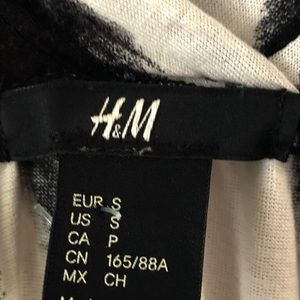 H&M
EUR S
US S
CA P
CN 165/88A
MX CH